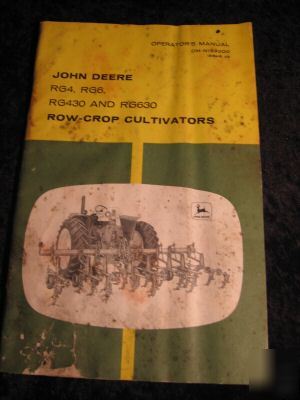 OPERATOR'S MANUAL
JOHN DEERE
RG4, RG6,
RG430 AND RG630
ROW-CROP CULTIVATORS